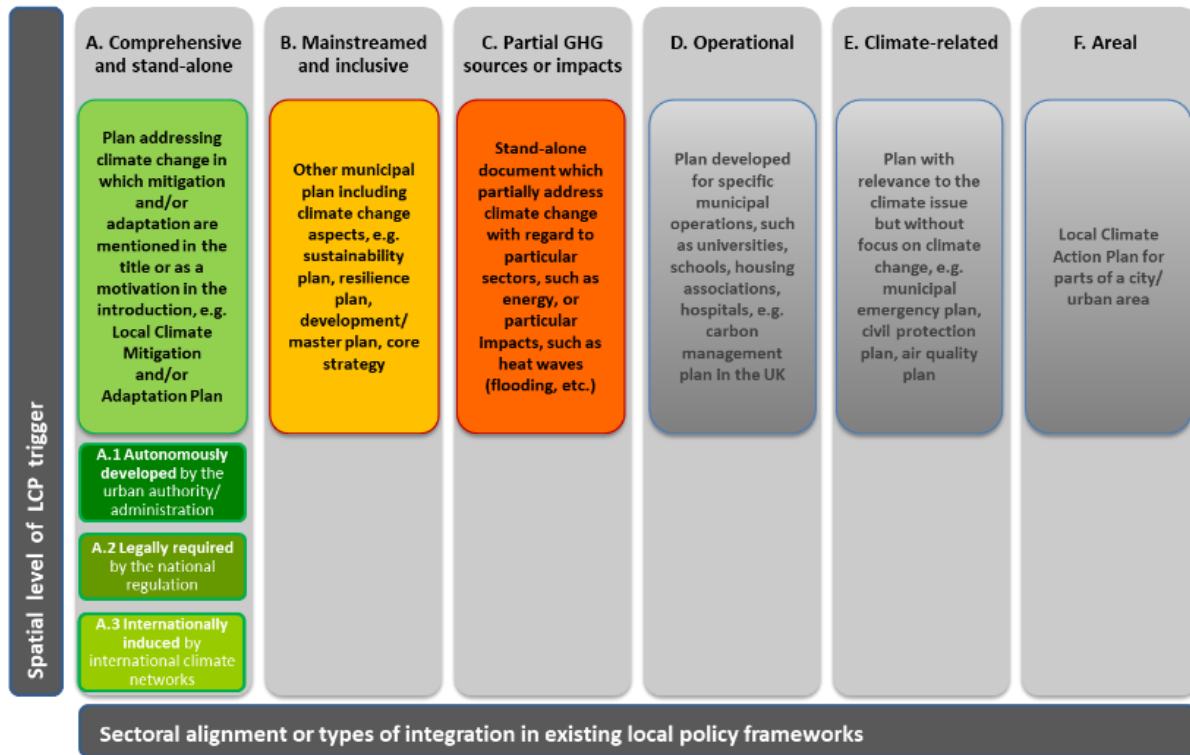 Spatial level of LCP trigger
A. Comprehensive
and stand-alone
Plan addressing
climate change in
which mitigation
and/or
adaptation are
mentioned in the
title or as a
motivation in the
introduction, e.g.
Local Climate
Mitigation
and/or
Adaptation Plan
A.1 Autonomously
developed by the
urban authority/
administration
A.2 Legally required
by the national
regulation
A.3 Internationally
induced by
international climate
networks
B. Mainstreamed
and inclusive
Other municipal
plan including
climate change
aspects, e.g.
sustainability
plan, resilience
plan,
development/
master plan, core
strategy
C. Partial GHG
sources or impacts
Stand-alone
document which
partially address
climate change
with regard to
particular
sectors, such as
energy, or
particular
impacts, such as
heat waves
(flooding, etc.)
D. Operational
Plan developed
for specific
municipal
operations, such
as universities,
schools, housing
associations,
hospitals, e.g.
carbon
management
plan in the UK
E. Climate-related
Plan with
relevance to the
climate issue
but without
focus on climate
change, e.g.
municipal
emergency plan,
civil protection
plan, air quality
plan
F. Areal
Local Climate
Action Plan for
parts of a city/
urban area
Sectoral alignment or types of integration in existing local policy frameworks